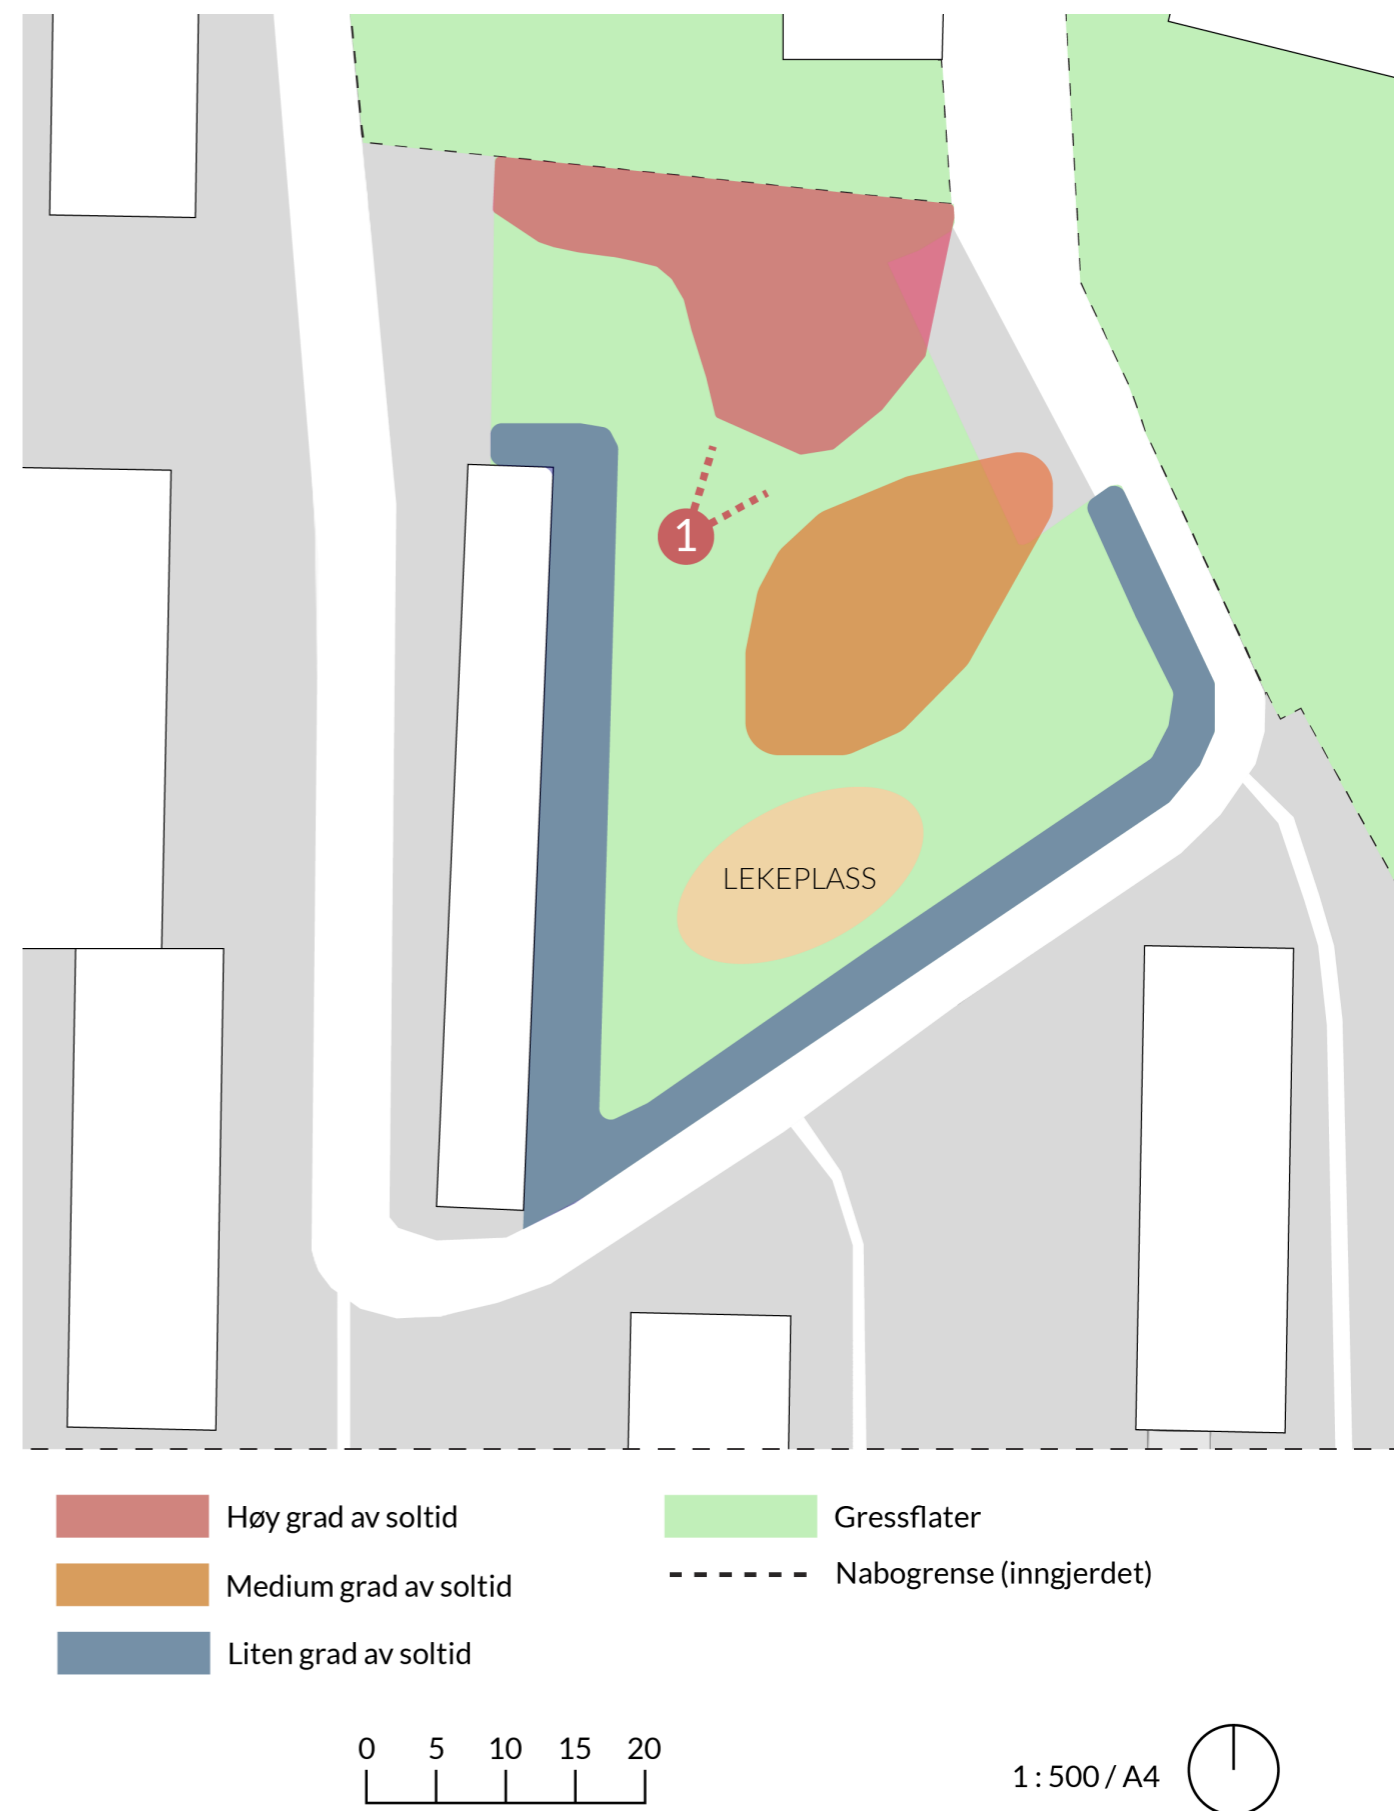 1
LEKEPLASS
Høy grad av soltid
Medium grad av soltid
Liten grad av soltid
Gressflater
Nabogrense (inngjerdet)
0 5 10 15 20
1 : 500 / A4